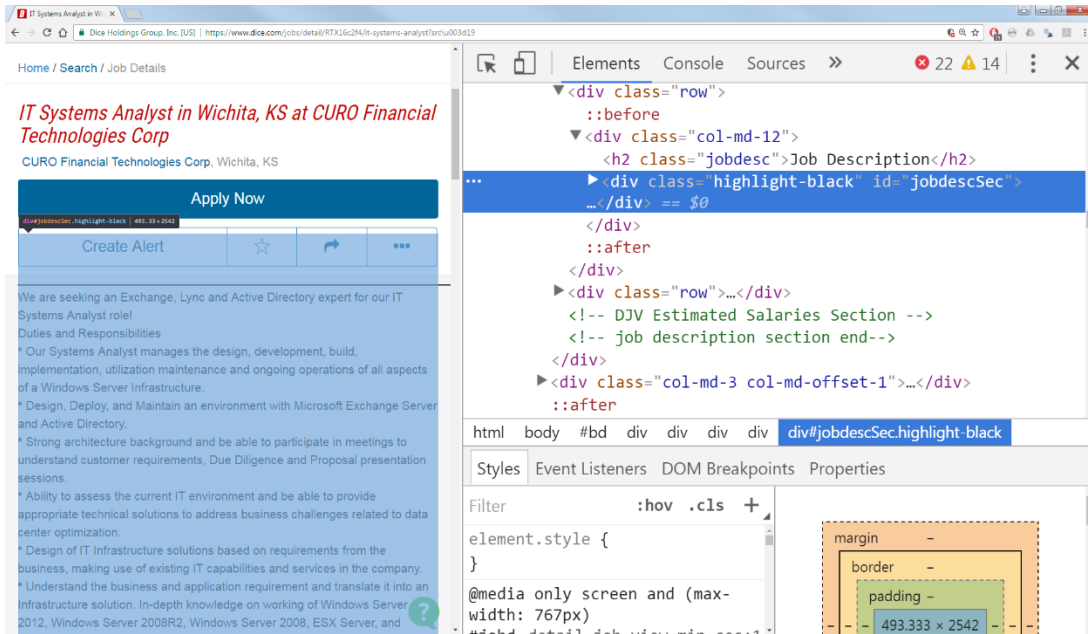 IT Systems Analyst in Wic
Dice Holdings Group, Inc. [US] | https://www.dice.com/jobs/detail/RTX16c2f4/it-systems-analyst?src\u003d19
Home / Search / Job Details
IT Systems Analyst in Wichita, KS at CURO Financial
Technologies Corp
CURO Financial Technologies Corp, Wichita, KS
Apply Now
div#jobdescSec.highlight-black | 493.33 × 2542
Create Alert
We are seeking an Exchange, Lync and Active Directory expert for our IT
Systems Analyst role!
Duties and Responsibilities
* Our Systems Analyst manages the design, development, build,
implementation, utilization maintenance and ongoing operations of all aspects
of a Windows Server Infrastructure.
* Design, Deploy, and Maintain an environment with Microsoft Exchange Server
and Active Directory.
* Strong architecture background and be able to participate in meetings to
understand customer requirements, Due Diligence and Proposal presentation
sessions.
* Ability to assess the current IT environment and be able to provide
appropriate technical solutions to address business challenges related to data
center optimization.
* Design of IT Infrastructure solutions based on requirements from the
business, making use of existing IT capabilities and services in the company.
* Understand the business and application requirement and translate it into an
Infrastructure solution. In-depth knowledge on working of Windows Server
2012, Windows Server 2008R2, Windows Server 2008, ESX Server, and
?
Elements Console Sources » 22 14
▼<div class="row">
::before
▼<div class="col-md-12">
<h2 class="jobdesc">Job Description</h2>
… ▶<div class="highlight-black" id="jobdescSec">
…</div> == $0
</div>
::after
</div>
▶<div class="row">…</div>
<!-- DJV Estimated Salaries Section -->
<!-- job description section end-->
</div>
▶<div class="col-md-3 col-md-offset-1">…</div>
::after
html body #bd div div div div div#jobdescSec.highlight-black
Styles Event Listeners DOM Breakpoints Properties
Filter :hov .cls +
element.style {
}
@media only screen and (max-
width: 767px)
margin –
border –
padding –
– – – 493.333 × 2542 – – –